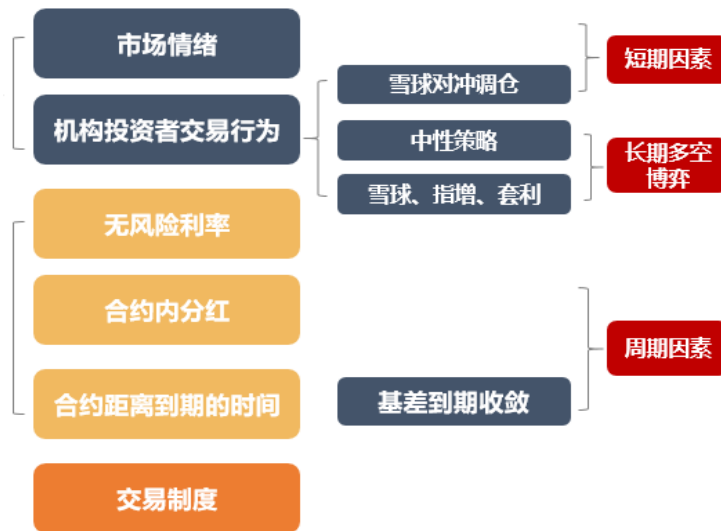 市场情绪
机构投资者交易行为
无风险利率
合约内分红
合约距离到期的时间
交易制度
雪球对冲调仓
中性策略
雪球、指增、套利
基差到期收敛
短期因素
长期多空
博弈
周期因素